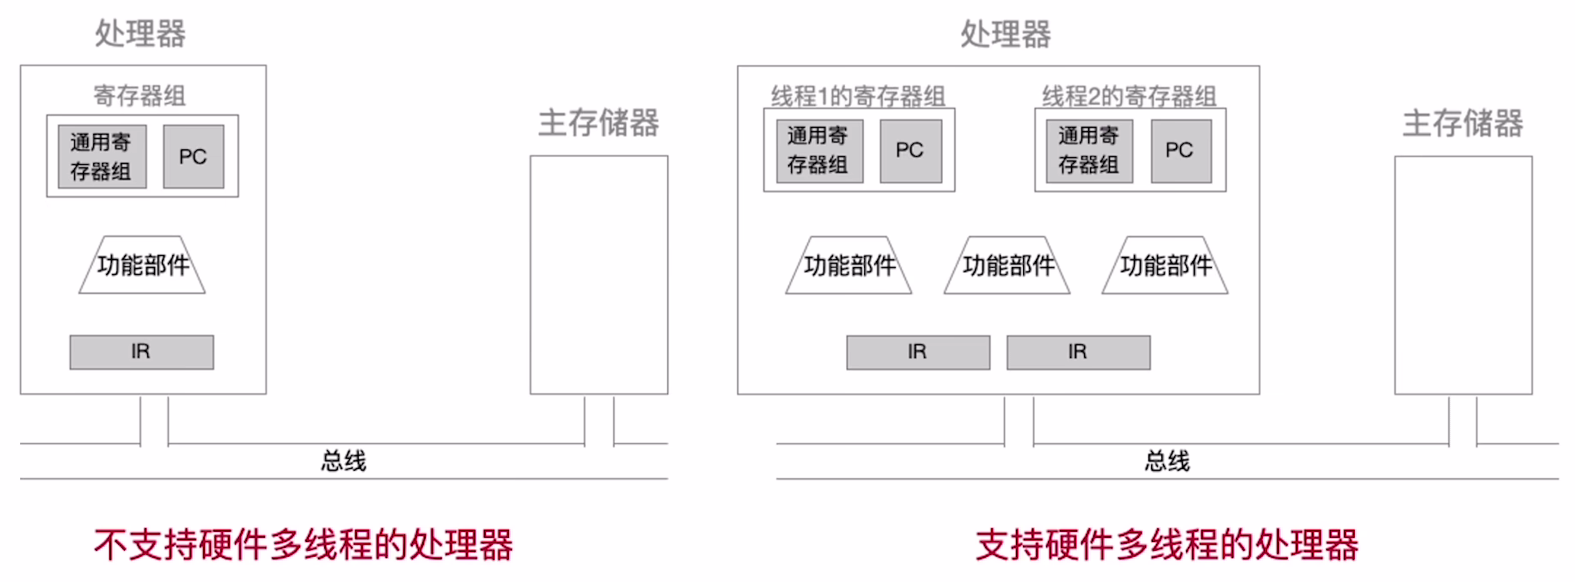 处理器
寄存器组
通用寄
存器组
PC
功能部件
IR
主存储器
总线
不支持硬件多线程的处理器
处理器
线程1的寄存器组
通用寄
存器组
PC
线程2的寄存器组
通用寄
存器组
PC
功能部件
功能部件
功能部件
IR
IR
主存储器
总线
支持硬件多线程的处理器